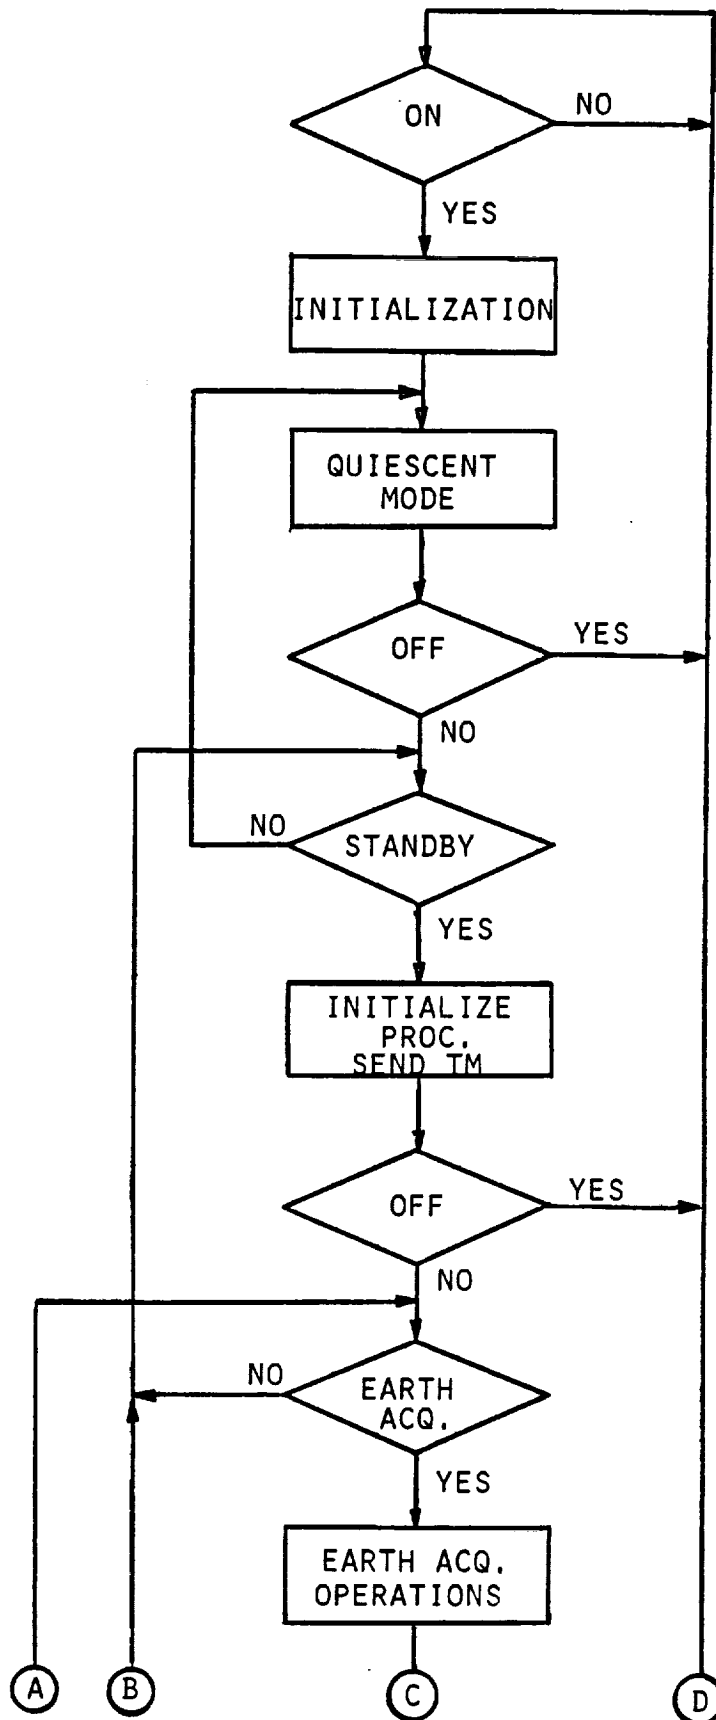 ON
NO
YES
INITIALIZATION
QUIESCENT
MODE
OFF
YES
NO
NO
STANDBY
YES
INITIALIZE
PROC.
SEND TM
OFF
YES
NO
NO
EARTH
ACQ.
YES
EARTH ACQ.
OPERATIONS
A
B
C
D